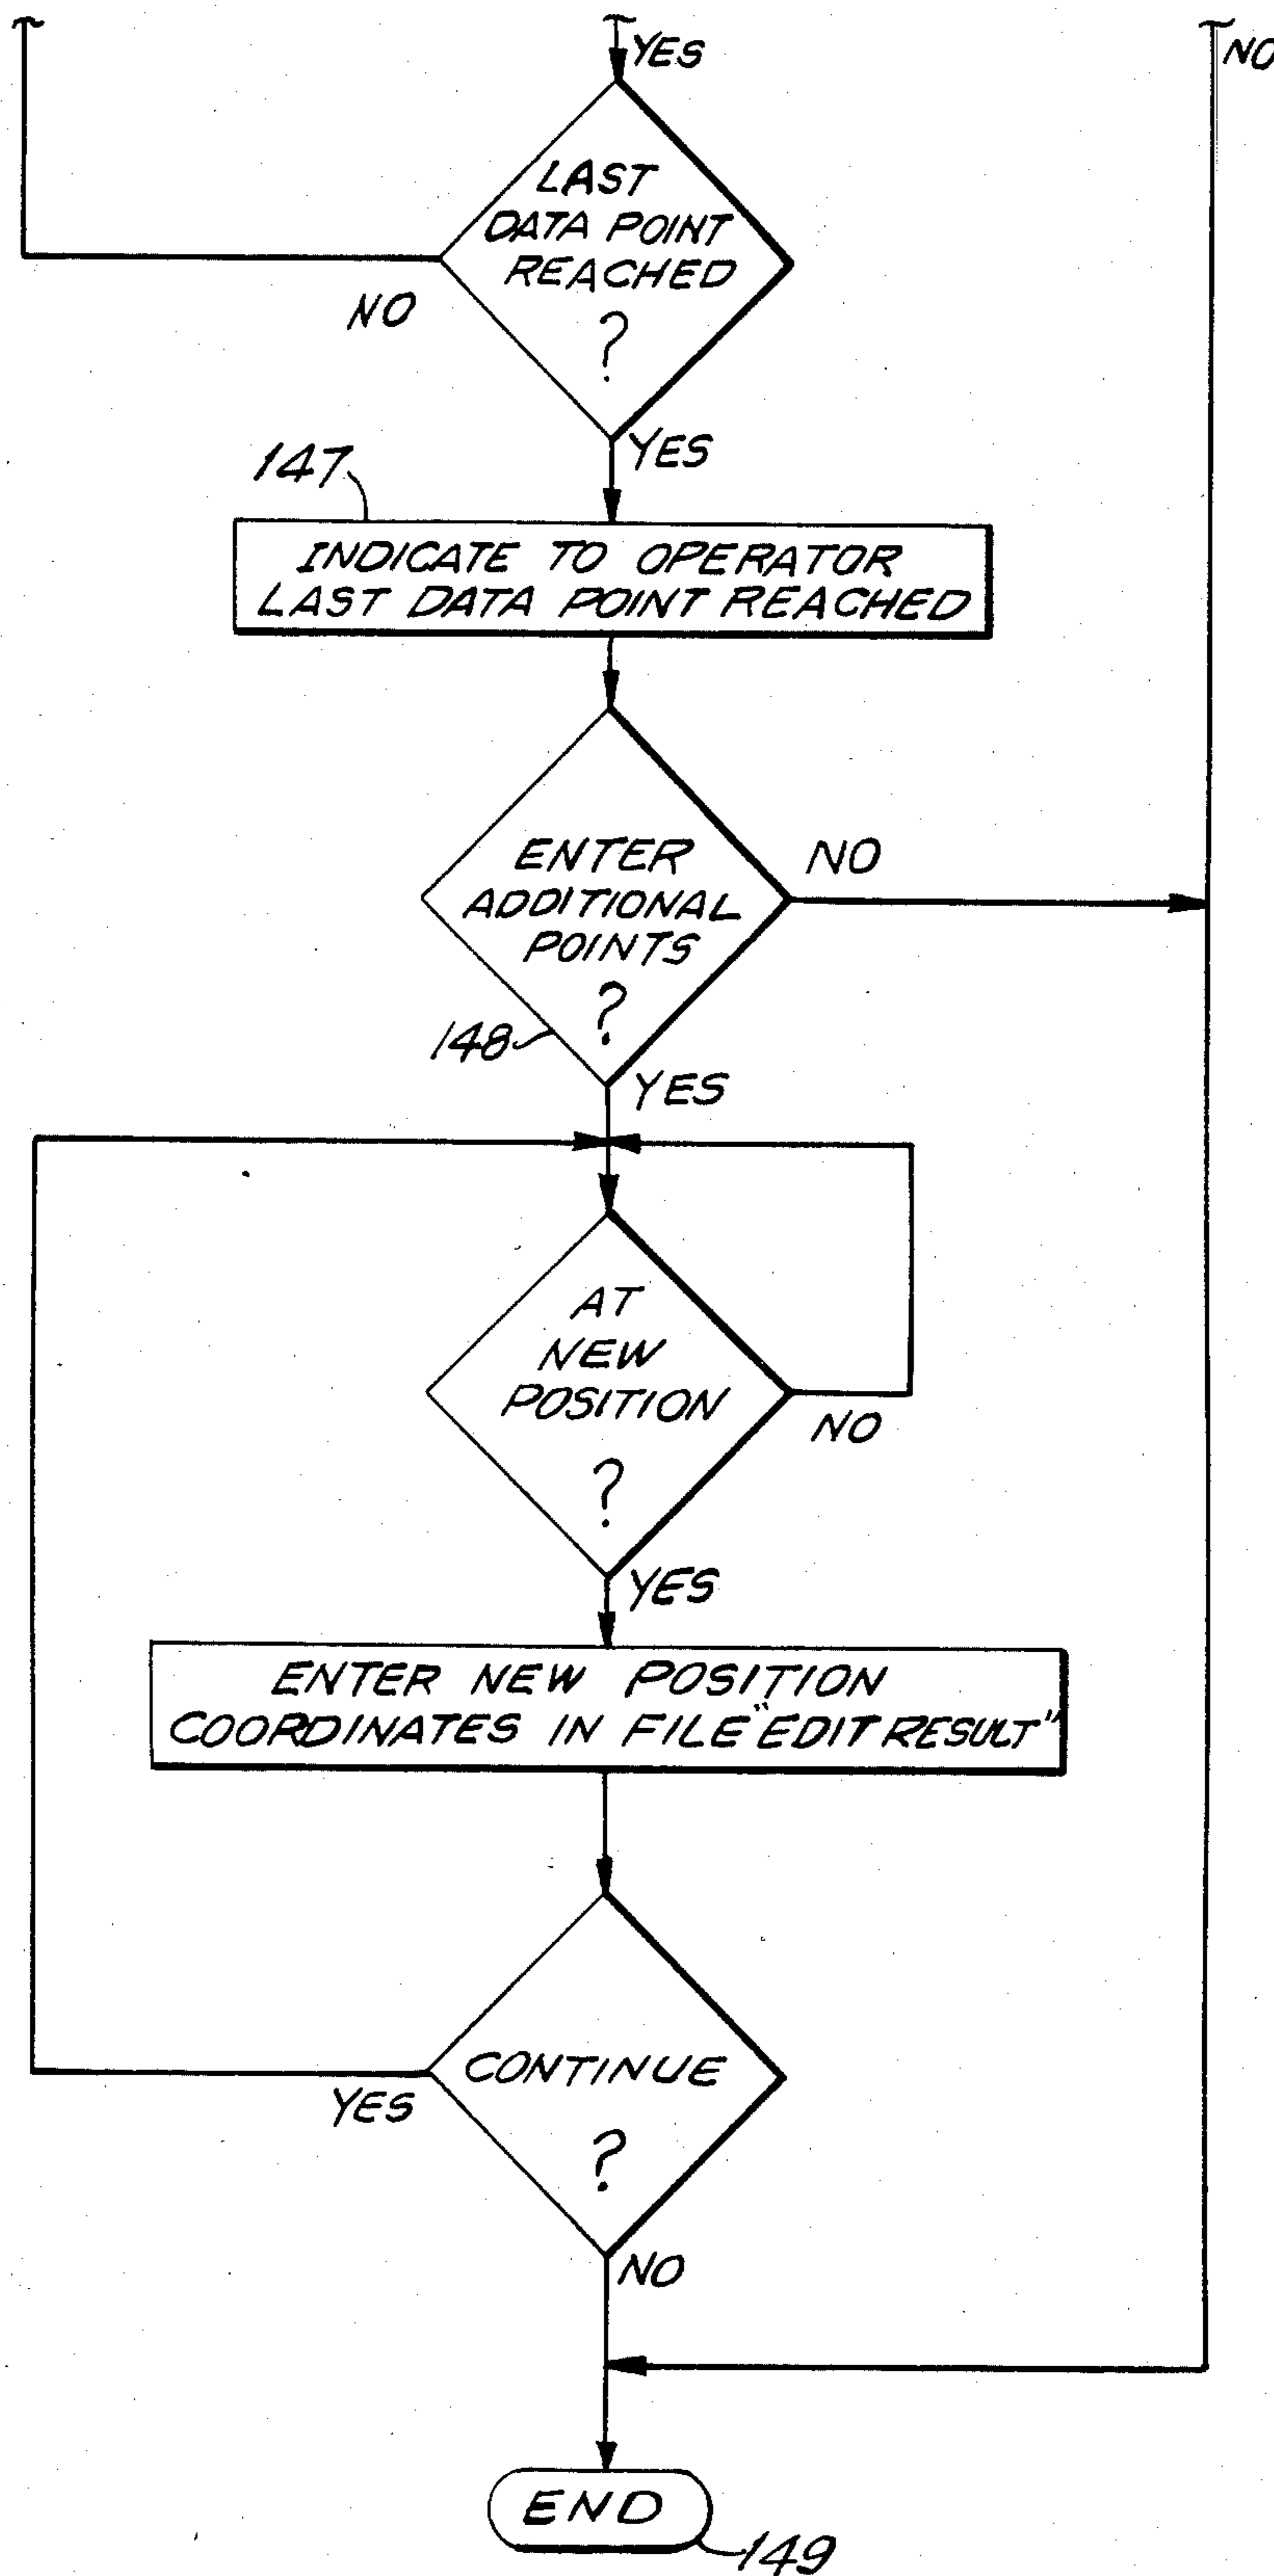 YES
NO
LAST
DATA POINT
REACHED
?
NO
YES
147
INDICATE TO OPERATOR
LAST DATA POINT REACHED
ENTER
ADDITIONAL
POINTS
?
NO
148
YES
AT
NEW
POSITION
?
NO
YES
ENTER NEW POSITION
COORDINATES IN FILE "EDIT RESULT"
CONTINUE
?
YES
NO
END
149